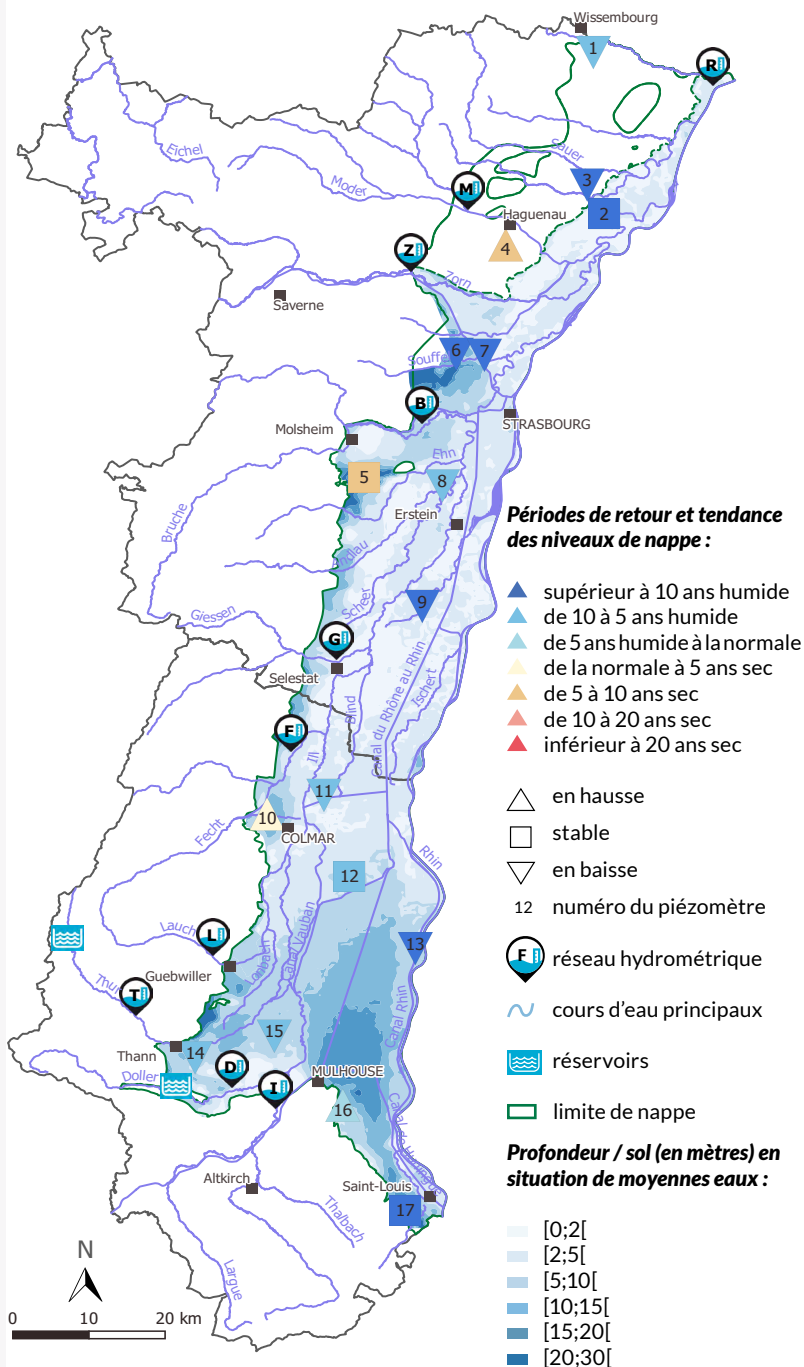 Wissembourg
1
R
Sauer
Eichel
Moder
M
3
2
Haguenau
4
Z
Zorn
Saverne
Souffel
6
7
B
STRASBOURG
Molsheim
Ehn
5
8
Erstein
Bruche
Andlau
Scheer
9
Giessen
G
Selestat
Blind
Canal du Rhône au Rhin
Ischert
F
Ill
11
10
COLMAR
Fecht
12
Rhin
Lauch
L
13
Canal Vauban
Guebwiller
Thur
T
Canal Rhin
15
14
Thann
D
MULHOUSE
Doller
I
16
Canal de Huningue
Altkirch
Saint-Louis
Thalbach
17
Largue
N
0 10 20 km
Périodes de retour et tendance
des niveaux de nappe :
supérieur à 10 ans humide
de 10 à 5 ans humide
de 5 ans humide à la normale
de la normale à 5 ans sec
de 5 à 10 ans sec
de 10 à 20 ans sec
inférieur à 20 ans sec
en hausse
stable
en baisse
12 numéro du piézomètre
F réseau hydrométrique
cours d'eau principaux
réservoirs
limite de nappe
Profondeur / sol (en mètres) en
situation de moyennes eaux :
[0;2[
[2;5[
[5;10[
[10;15[
[15;20[
[20;30[